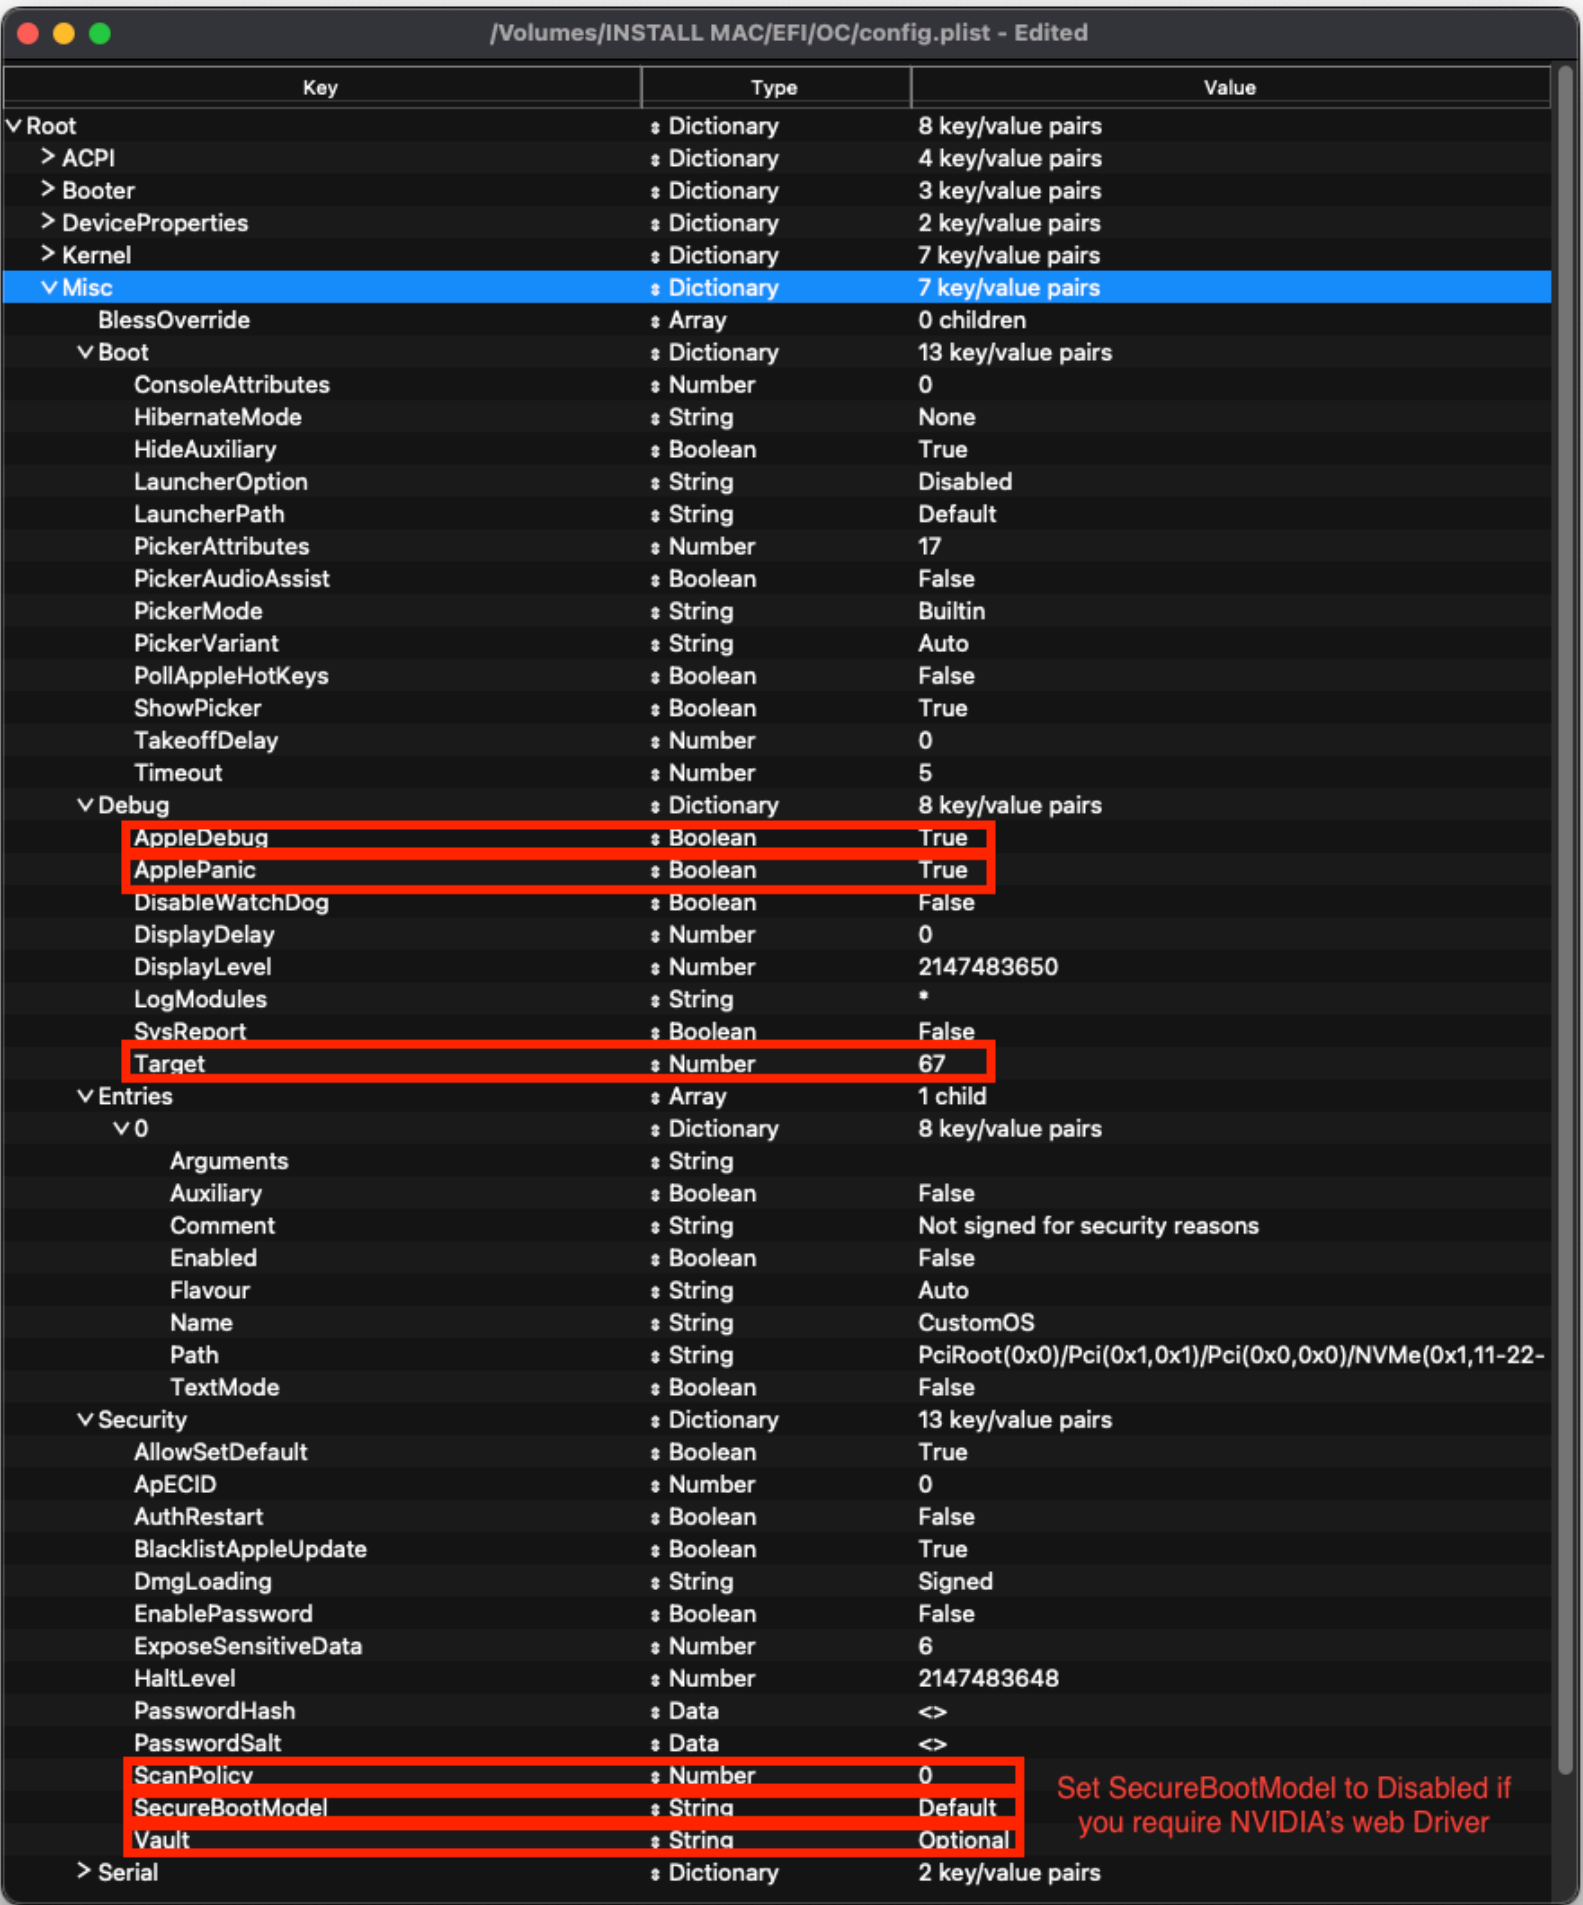 /Volumes/INSTALL MAC/EFI/OC/config.plist - Edited
Key Type Value
Root Dictionary 8 key/value pairs
ACPI Dictionary 4 key/value pairs
Booter Dictionary 3 key/value pairs
DeviceProperties Dictionary 2 key/value pairs
Kernel Dictionary 7 key/value pairs
Misc Dictionary 7 key/value pairs
BlessOverride Array 0 children
Boot Dictionary 13 key/value pairs
ConsoleAttributes Number 0
HibernateMode String None
HideAuxiliary Boolean True
LauncherOption String Disabled
LauncherPath String Default
PickerAttributes Number 17
PickerAudioAssist Boolean False
PickerMode String Builtin
PickerVariant String Auto
PollAppleHotKeys Boolean False
ShowPicker Boolean True
TakeoffDelay Number 0
Timeout Number 5
Debug Dictionary 8 key/value pairs
AppleDebug Boolean True
ApplePanic Boolean True
DisableWatchDog Boolean False
DisplayDelay Number 0
DisplayLevel Number 2147483650
LogModules String *
SysReport Boolean False
Target Number 67
Entries Array 1 child
0 Dictionary 8 key/value pairs
Arguments String
Auxiliary Boolean False
Comment String Not signed for security reasons
Enabled Boolean False
Flavour String Auto
Name String CustomOS
Path String PciRoot(0x0)/Pci(0x1,0x1)/Pci(0x0,0x0)/NVMe(0x1,11-22-
TextMode Boolean False
Security Dictionary 13 key/value pairs
AllowSetDefault Boolean True
ApECID Number 0
AuthRestart Boolean False
BlacklistAppleUpdate Boolean True
DmgLoading String Signed
EnablePassword Boolean False
ExposeSensitiveData Number 6
HaltLevel Number 2147483648
PasswordHash Data <>
PasswordSalt Data <>
ScanPolicy Number 0
SecureBootModel String Default
Vault String Optional
Set SecureBootModel to Disabled if
you require NVIDIA's web Driver
Serial Dictionary 2 key/value pairs